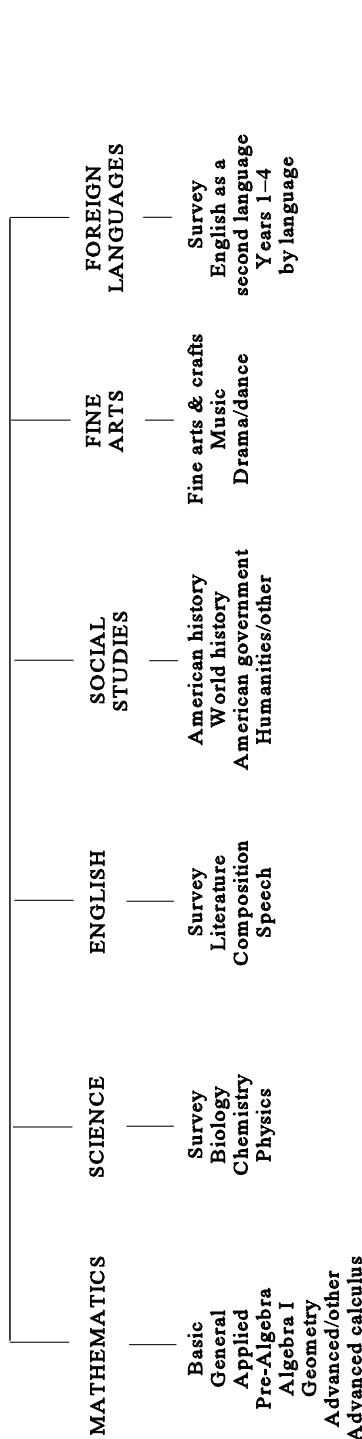 MATHEMATICS
Basic
General
Applied
Pre-Algebra
Algebra I
Geometry
Advanced/other
Advanced calculus
SCIENCE
Survey
Biology
Chemistry
Physics
ENGLISH
Survey
Literature
Composition
Speech
SOCIAL
STUDIES
American history
World history
American government
Humanities/other
FINE
ARTS
Fine arts & crafts
Music
Drama/dance
FOREIGN
LANGUAGES
Survey
English as a
second language
Years 1–4
by language